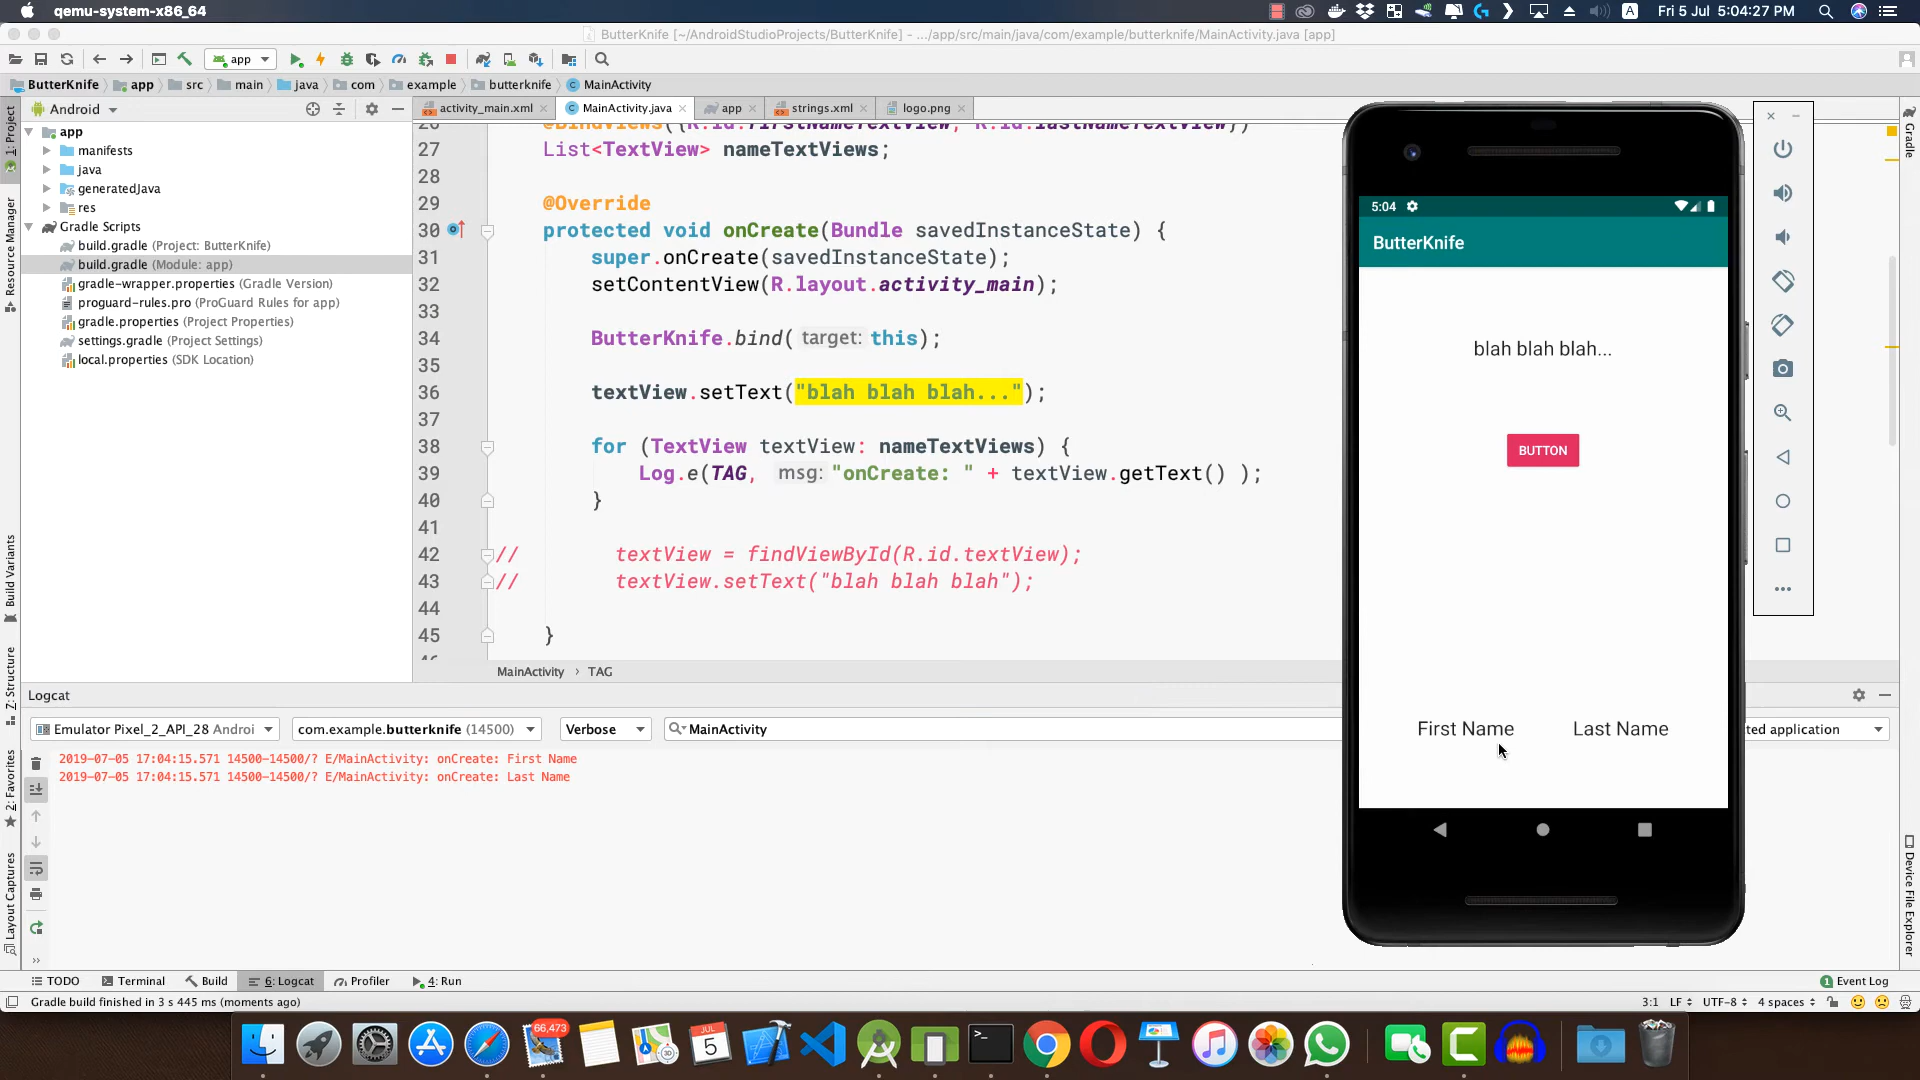 qemu-system-x86_64
Fri 5 Jul 5:04:27 PM
ButterKnife [~/AndroidStudioProjects/ButterKnife] - .../app/src/main/java/com/example/butterknife/MainActivity.java [app]
app
ButterKnife app src main java com example butterknife MainActivity
Android
activity_main.xml MainActivity.java app strings.xml logo.png
1: Project
Resource Manager
Build Variants
Z: Structure
2: Favorites
Layout Captures
app
manifests
java
generatedJava
res
Gradle Scripts
build.gradle (Project: ButterKnife)
build.gradle (Module: app)
gradle-wrapper.properties (Gradle Version)
proguard-rules.pro (ProGuard Rules for app)
gradle.properties (Project Properties)
settings.gradle (Project Settings)
local.properties (SDK Location)
26 @BindViews({R.id.firstNameTextView, R.id.lastNameTextView})
27 List<TextView> nameTextViews;
28
29 @Override
30 protected void onCreate(Bundle savedInstanceState) {
31 super.onCreate(savedInstanceState);
32 setContentView(R.layout.activity_main);
33
34 ButterKnife.bind( target: this);
35
36 textView.setText("blah blah blah...");
37
38 for (TextView textView: nameTextViews) {
39 Log.e(TAG, msg: "onCreate: " + textView.getText() );
40 }
41
42 // textView = findViewById(R.id.textView);
43 // textView.setText("blah blah blah");
44
45 }
46
MainActivity › TAG
5:04
ButterKnife
blah blah blah...
BUTTON
First Name Last Name
Gradle
Device File Explorer
Logcat
Emulator Pixel_2_API_28 Androi com.example.butterknife (14500) Verbose MainActivity ted application
2019-07-05 17:04:15.571 14500-14500/? E/MainActivity: onCreate: First Name
2019-07-05 17:04:15.571 14500-14500/? E/MainActivity: onCreate: Last Name
TODO Terminal Build 6: Logcat Profiler 4: Run
1 Event Log
Gradle build finished in 3 s 445 ms (moments ago)
3:1 LF UTF-8 4 spaces
66,473
JUL
5